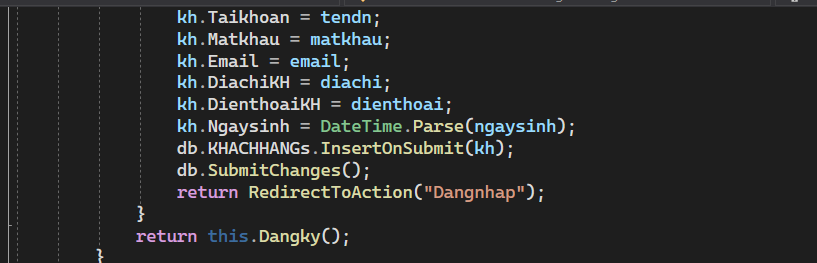 kh.Taikhoan = tendn;
kh.Matkhau = matkhau;
kh.Email = email;
kh.DiachiKH = diachi;
kh.DienthoaiKH = dienthoai;
kh.Ngaysinh = DateTime.Parse(ngaysinh);
db.KHACHHANGs.InsertOnSubmit(kh);
db.SubmitChanges();
return RedirectToAction("Dangnhap");
}
return this.Dangky();
}